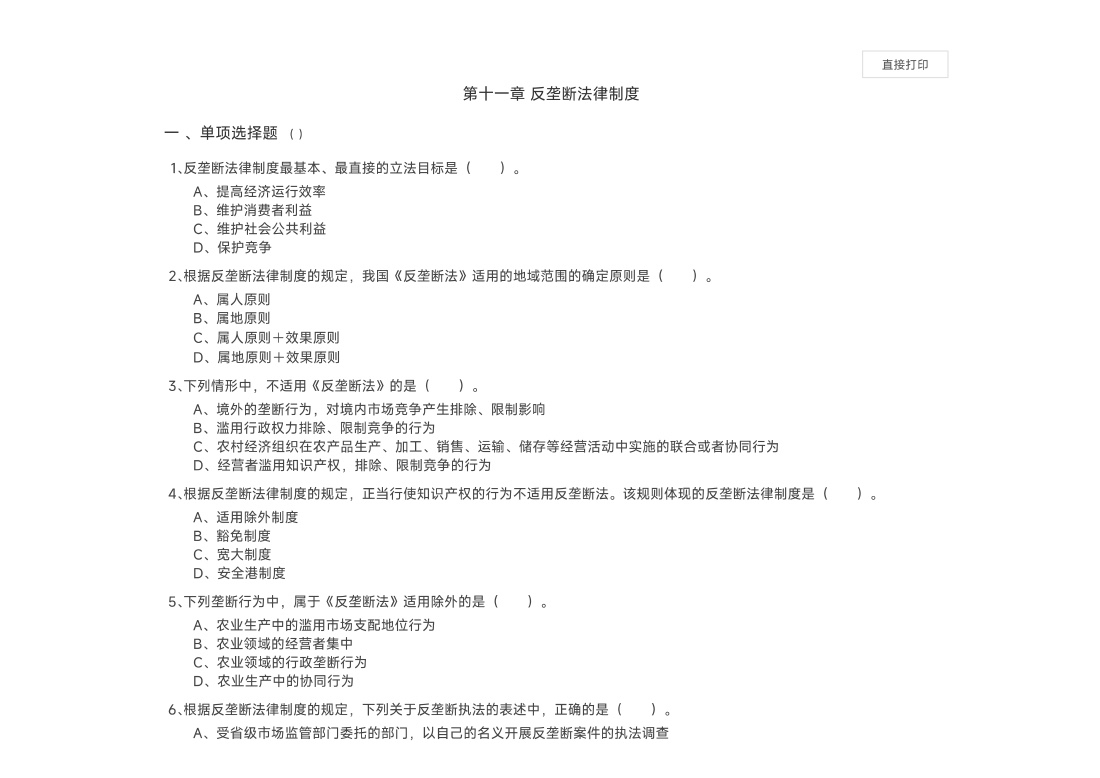 直接打印
第十一章 反垄断法律制度
一 、单项选择题 （ ）
1、反垄断法律制度最基本、最直接的立法目标是（　　）。
A、提高经济运行效率
B、维护消费者利益
C、维护社会公共利益
D、保护竞争
2、根据反垄断法律制度的规定，我国《反垄断法》适用的地域范围的确定原则是（　　）。
A、属人原则
B、属地原则
C、属人原则＋效果原则
D、属地原则＋效果原则
3、下列情形中，不适用《反垄断法》的是（　　）。
A、境外的垄断行为，对境内市场竞争产生排除、限制影响
B、滥用行政权力排除、限制竞争的行为
C、农村经济组织在农产品生产、加工、销售、运输、储存等经营活动中实施的联合或者协同行为
D、经营者滥用知识产权，排除、限制竞争的行为
4、根据反垄断法律制度的规定，正当行使知识产权的行为不适用反垄断法。该规则体现的反垄断法律制度是（　　）。
A、适用除外制度
B、豁免制度
C、宽大制度
D、安全港制度
5、下列垄断行为中，属于《反垄断法》适用除外的是（　　）。
A、农业生产中的滥用市场支配地位行为
B、农业领域的经营者集中
C、农业领域的行政垄断行为
D、农业生产中的协同行为
6、根据反垄断法律制度的规定，下列关于反垄断执法的表述中，正确的是（　　）。
A、受省级市场监管部门委托的部门，以自己的名义开展反垄断案件的执法调查